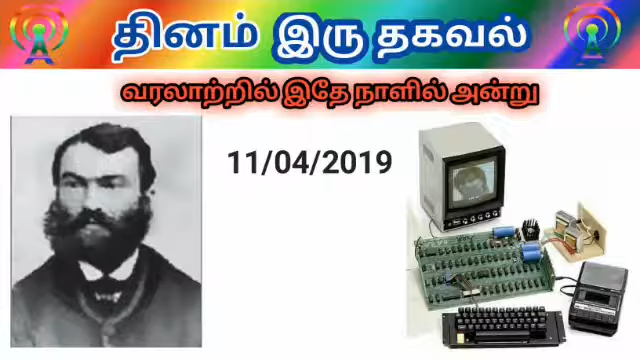 தினம் இரு தகவல்
வரலாற்றில் இதே நாளில் அன்று
11/04/2019